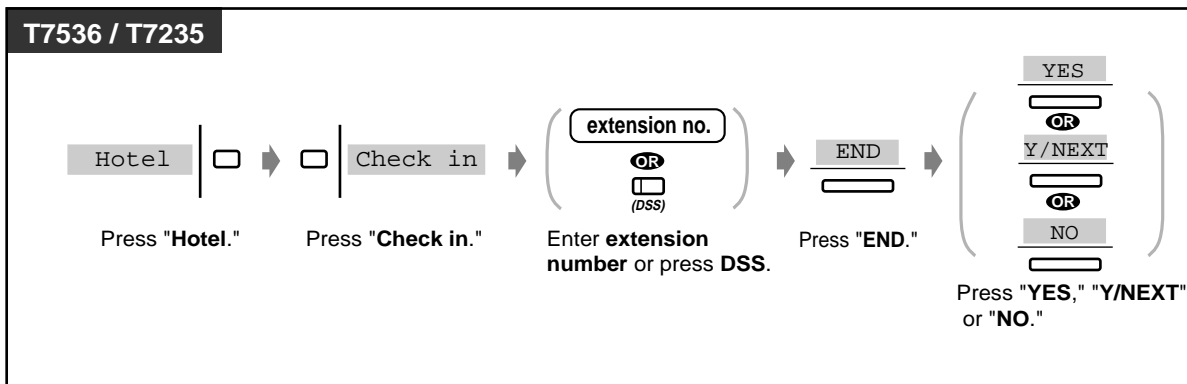 T7536 / T7235
Hotel
Check in
extension no.
OR
(DSS)
END
YES
OR
Y/NEXT
OR
NO
Press "Hotel."
Press "Check in."
Enter extension
number or press DSS.
Press "END."
Press "YES," "Y/NEXT"
or "NO."